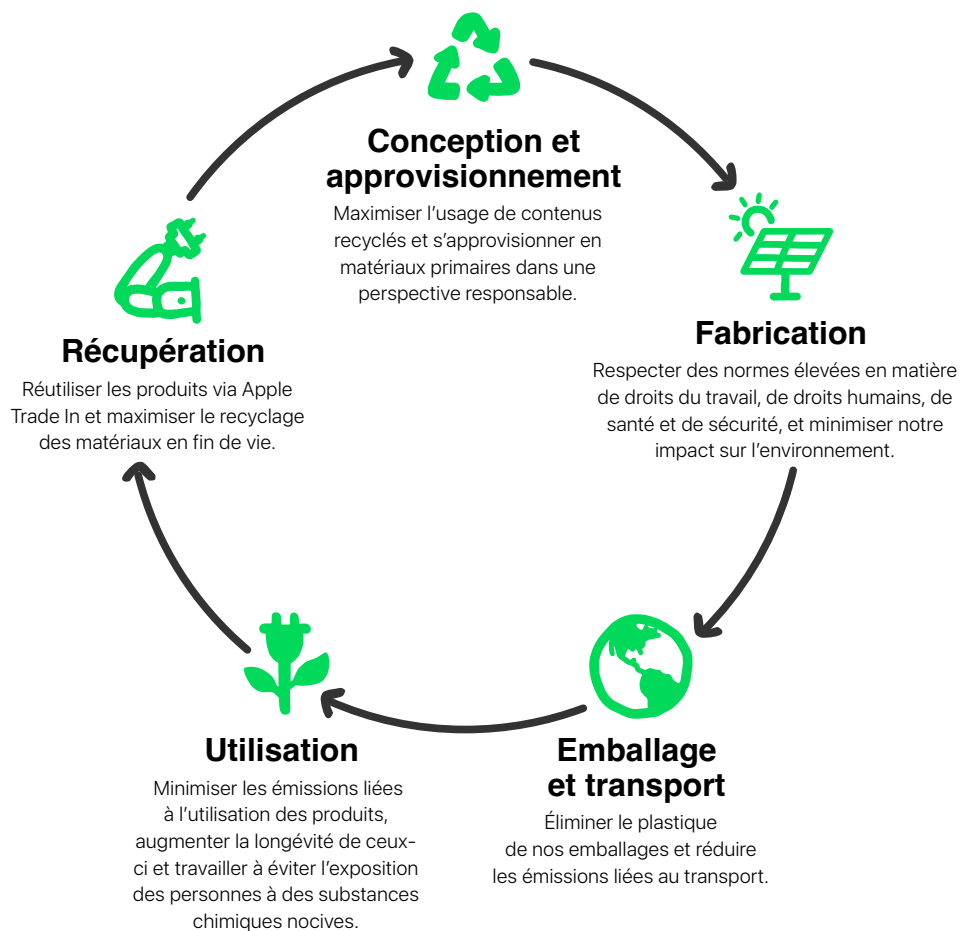 Conception et
approvisionnement
Maximiser l'usage de contenus
recyclés et s'approvisionner en
matériaux primaires dans une
perspective responsable.
Fabrication
Respecter des normes élevées en matière
de droits du travail, de droits humains, de
santé et de sécurité, et minimiser notre
impact sur l'environnement.
Emballage
et transport
Éliminer le plastique
de nos emballages et réduire
les émissions liées au transport.
Utilisation
Minimiser les émissions liées
à l'utilisation des produits,
augmenter la longévité de ceux-
ci et travailler à éviter l'exposition
des personnes à des substances
chimiques nocives.
Récupération
Réutiliser les produits via Apple
Trade In et maximiser le recyclage
des matériaux en fin de vie.